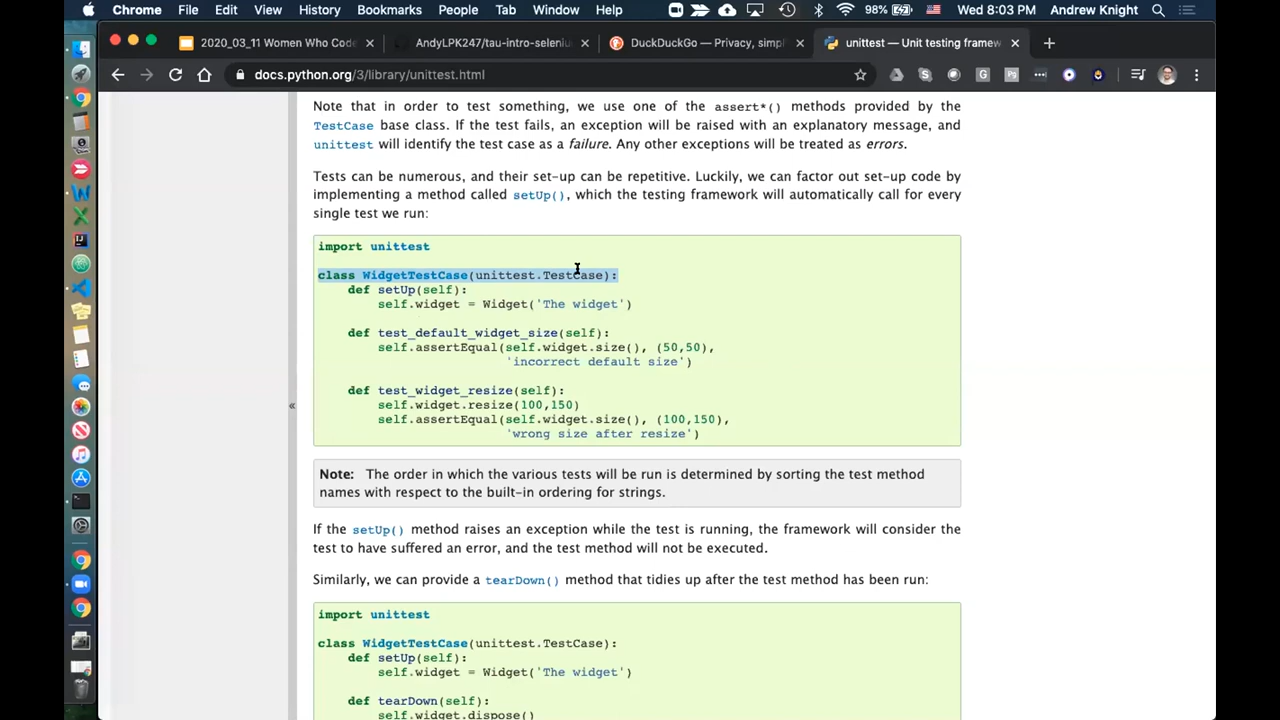 Chrome File Edit View History Bookmarks People Tab Window Help 98% Wed 8:03 PM Andrew Knight
2020_03_11 Women Who Code × AndyLPK247/tau-intro-seleniu × DuckDuckGo — Privacy, sim × unittest — Unit testing framew ×
docs.python.org/3/library/unittest.html
Note that in order to test something, we use one of the assert*() methods provided by the
TestCase base class. If the test fails, an exception will be raised with an explanatory message, and
unittest will identify the test case as a failure. Any other exceptions will be treated as errors.
Tests can be numerous, and their set-up can be repetitive. Luckily, we can factor out set-up code by
implementing a method called setUp(), which the testing framework will automatically call for every
single test we run:
import unittest
class WidgetTestCase(unittest.TestCase):
def setUp(self):
self.widget = Widget('The widget')
def test_default_widget_size(self):
self.assertEqual(self.widget.size(), (50,50),
'incorrect default size')
def test_widget_resize(self):
self.widget.resize(100,150)
self.assertEqual(self.widget.size(), (100,150),
'wrong size after resize')
«
Note: The order in which the various tests will be run is determined by sorting the test method
names with respect to the built-in ordering for strings.
If the setUp() method raises an exception while the test is running, the framework will consider the
test to have suffered an error, and the test method will not be executed.
Similarly, we can provide a tearDown() method that tidies up after the test method has been run:
import unittest
class WidgetTestCase(unittest.TestCase):
def setUp(self):
self.widget = Widget('The widget')
def tearDown(self):
self.widget.dispose()